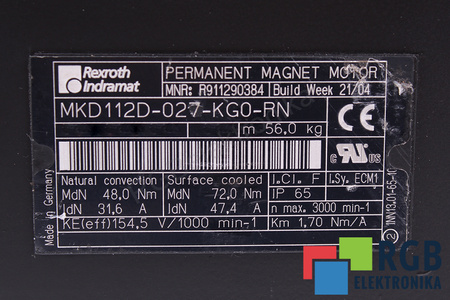 Rexroth
Indramat
PERMANENT MAGNET MOTOR
MNR: R911290384 Build Week 21/04
MKD112D-027-KG0-RN
m 56,0 kg
CE
c UL US
Natural convection Surface cooled I.Cl. F I.Sy. ECM1
MdN 48,0 Nm MdN 72,0 Nm IP 65
IdN 31,6 A IdN 47,4 A n max. 3000 min-1
KE(eff)154,5 V/1000 min-1 Km 1,70 Nm/A
Made in Germany
RGB
ELEKTRONIKA